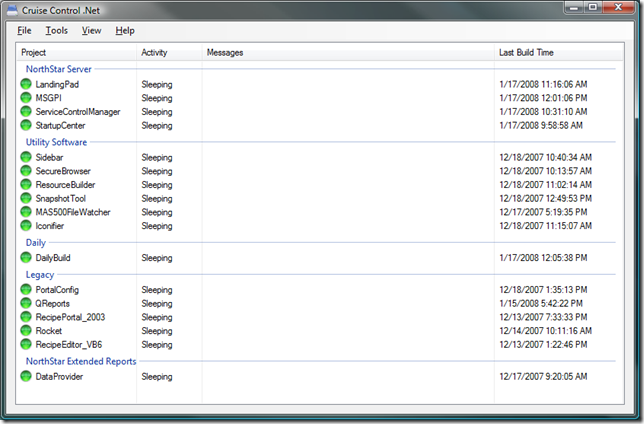 Cruise Control .Net
File Tools View Help
Project Activity Messages Last Build Time
NorthStar Server
LandingPad Sleeping 1/17/2008 11:16:06 AM
MSGPI Sleeping 1/17/2008 12:01:06 PM
ServiceControlManager Sleeping 1/17/2008 10:31:10 AM
StartupCenter Sleeping 1/17/2008 9:58:58 AM
Utility Software
Sidebar Sleeping 12/18/2007 10:40:34 AM
SecureBrowser Sleeping 12/18/2007 10:13:57 AM
ResourceBuilder Sleeping 12/18/2007 11:02:14 AM
SnapshotTool Sleeping 12/18/2007 12:49:53 PM
MAS500FileWatcher Sleeping 12/17/2007 5:19:35 PM
Iconifier Sleeping 12/18/2007 11:15:07 AM
Daily
DailyBuild Sleeping 1/17/2008 12:05:38 PM
Legacy
PortalConfig Sleeping 12/18/2007 1:35:13 PM
QReports Sleeping 1/15/2008 5:42:22 PM
RecipePortal_2003 Sleeping 12/13/2007 7:33:33 PM
Rocket Sleeping 12/14/2007 10:11:16 AM
RecipeEditor_VB6 Sleeping 12/13/2007 1:22:46 PM
NorthStar Extended Reports
DataProvider Sleeping 12/17/2007 9:20:05 AM